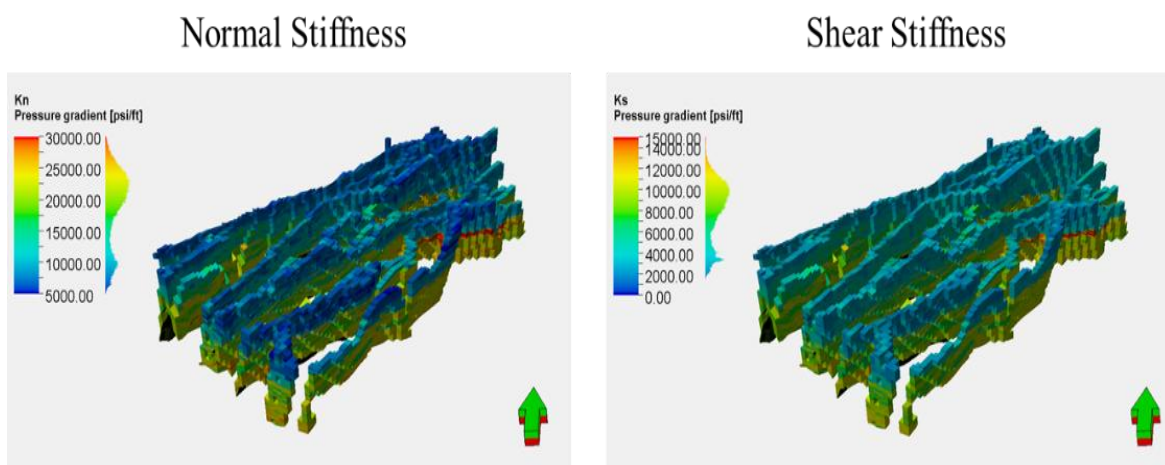 Normal Stiffness
Shear Stiffness
Kn
Pressure gradient [psi/ft]
30000.00
25000.00
20000.00
15000.00
10000.00
5000.00
Ks
Pressure gradient [psi/ft]
15000.00
14000.00
12000.00
10000.00
8000.00
6000.00
4000.00
2000.00
0.00